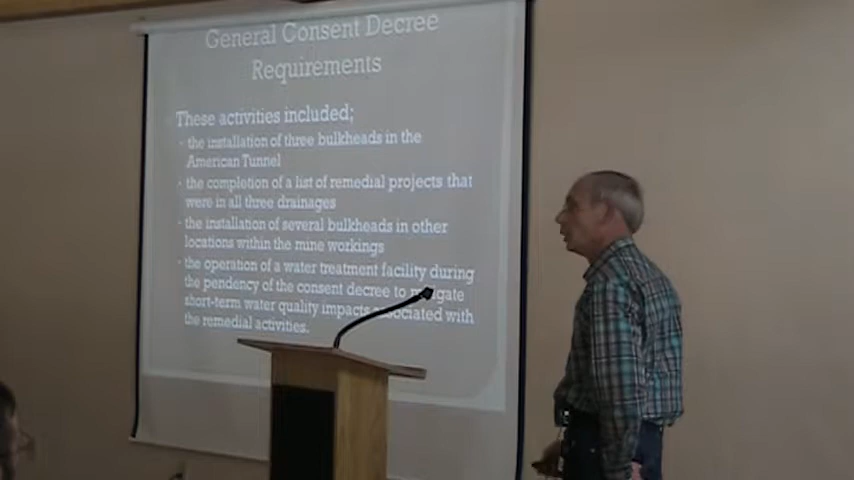 General Consent Decree
Requirements
These activities included;
· the installation of three bulkheads in the
American Tunnel
· the completion of a list of remedial projects that
were in all three drainages
· the installation of several bulkheads in other
locations within the mine workings
· the operation of a water treatment facility during
the pendency of the consent decree to mitigate
short-term water quality impacts associated with
the remedial activities.